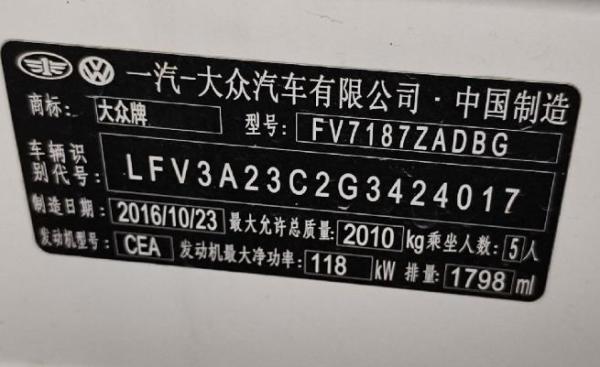 一汽-大众汽车有限公司·中国制造
商标: 大众牌 型号: FV7187ZADBG
车辆识别代号: LFV3A23C2G3424017
制造日期: 2016/10/23 最大允许总质量: 2010 kg 乘坐人数: 5 人
发动机型号: CEA 发动机最大净功率: 118 kW 排量: 1798 ml